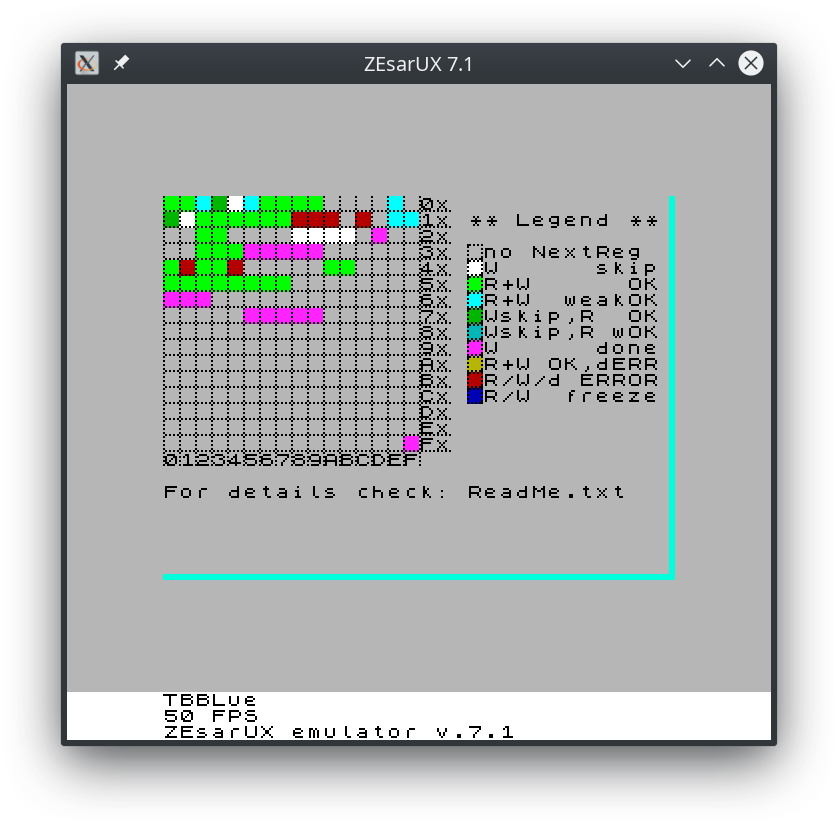 ZEsarUX 7.1
0x.
1x.
** Legend **
2x.
3x.
no NextReg
4x.
W skip
5x.
R+W OK
6x.
R+W weakOK
7x.
Wskip,R OK
8x.
Wskip,R wOK
9x.
W done
Ax.
R+W OK,dERR
Bx.
R/W/d ERROR
Cx.
R/W freeze
Dx.
Ex.
Fx.
0123456789ABCDEF
For details check: ReadMe.txt
TBBLue
50 FPS
ZEsarUX emulator v.7.1